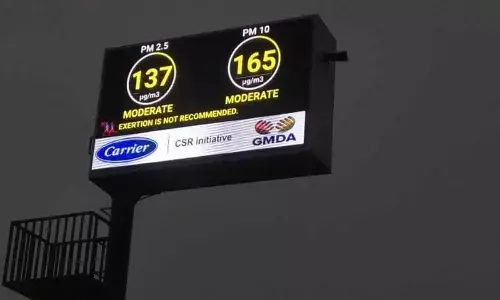 PM 2.5 PM 10
137 165
µg/m3 µg/m3
MODERATE MODERATE
EXERTION IS NOT RECOMMENDED.
Carrier CSR Initiative GMDA